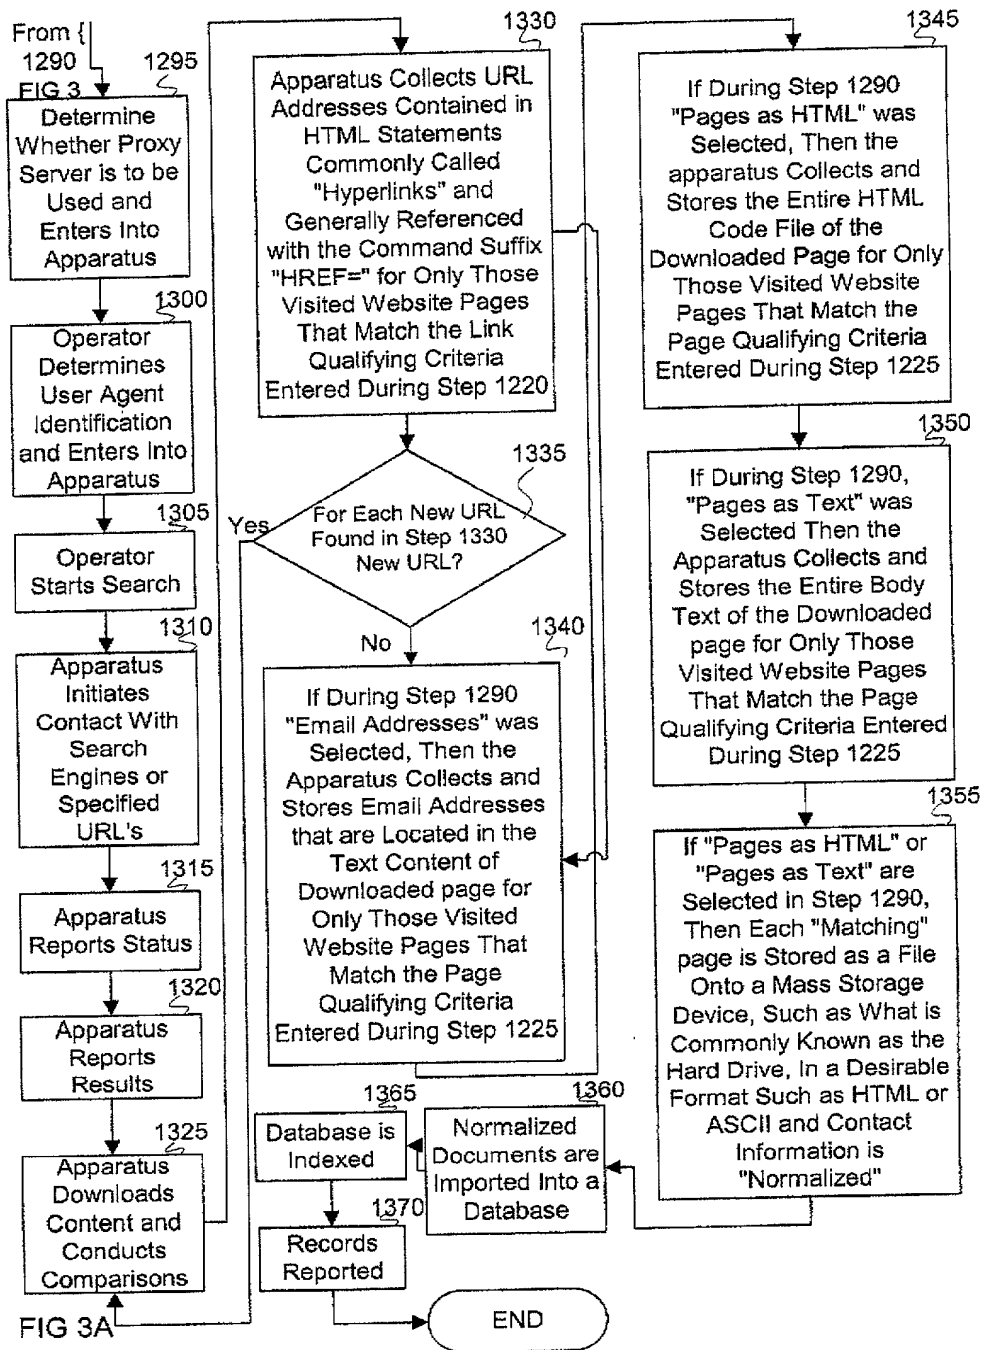 From {
1290
FIG 3
1295
Determine
Whether Proxy
Server is to be
Used and
Enters Into
Apparatus
1300
Operator
Determines
User Agent
Identification
and Enters Into
Apparatus
1305
Operator
Starts Search
1310
Apparatus
Initiates
Contact With
Search
Engines or
Specified
URL's
1315
Apparatus
Reports Status
1320
Apparatus
Reports
Results
1325
Apparatus
Downloads
Content and
Conducts
Comparisons
1330
Apparatus Collects URL
Addresses Contained in
HTML Statements
Commonly Called
"Hyperlinks" and
Generally Referenced
with the Command Suffix
"HREF=" for Only Those
Visited Website Pages
That Match the Link
Qualifying Criteria
Entered During Step 1220
1335
For Each New URL
Found in Step 1330
New URL?
Yes
No
1340
If During Step 1290
"Email Addresses" was
Selected, Then the
Apparatus Collects and
Stores Email Addresses
that are Located in the
Text Content of
Downloaded page for
Only Those Visited
Website Pages That
Match the Page
Qualifying Criteria
Entered During Step 1225
1345
If During Step 1290
"Pages as HTML" was
Selected, Then the
apparatus Collects and
Stores the Entire HTML
Code File of the
Downloaded Page for Only
Those Visited Website
Pages That Match the
Page Qualifying Criteria
Entered During Step 1225
1350
If During Step 1290,
"Pages as Text" was
Selected Then the
Apparatus Collects and
Stores the Entire Body
Text of the Downloaded
page for Only Those
Visited Website Pages
That Match the Page
Qualifying Criteria Entered
During Step 1225
1355
If "Pages as HTML" or
"Pages as Text" are
Selected in Step 1290,
Then Each "Matching"
page is Stored as a File
Onto a Mass Storage
Device, Such as What is
Commonly Known as the
Hard Drive, In a Desirable
Format Such as HTML or
ASCII and Contact
Information is
"Normalized"
1360
Normalized
Documents are
Imported Into a
Database
1365
Database is
Indexed
1370
Records
Reported
END
FIG 3A